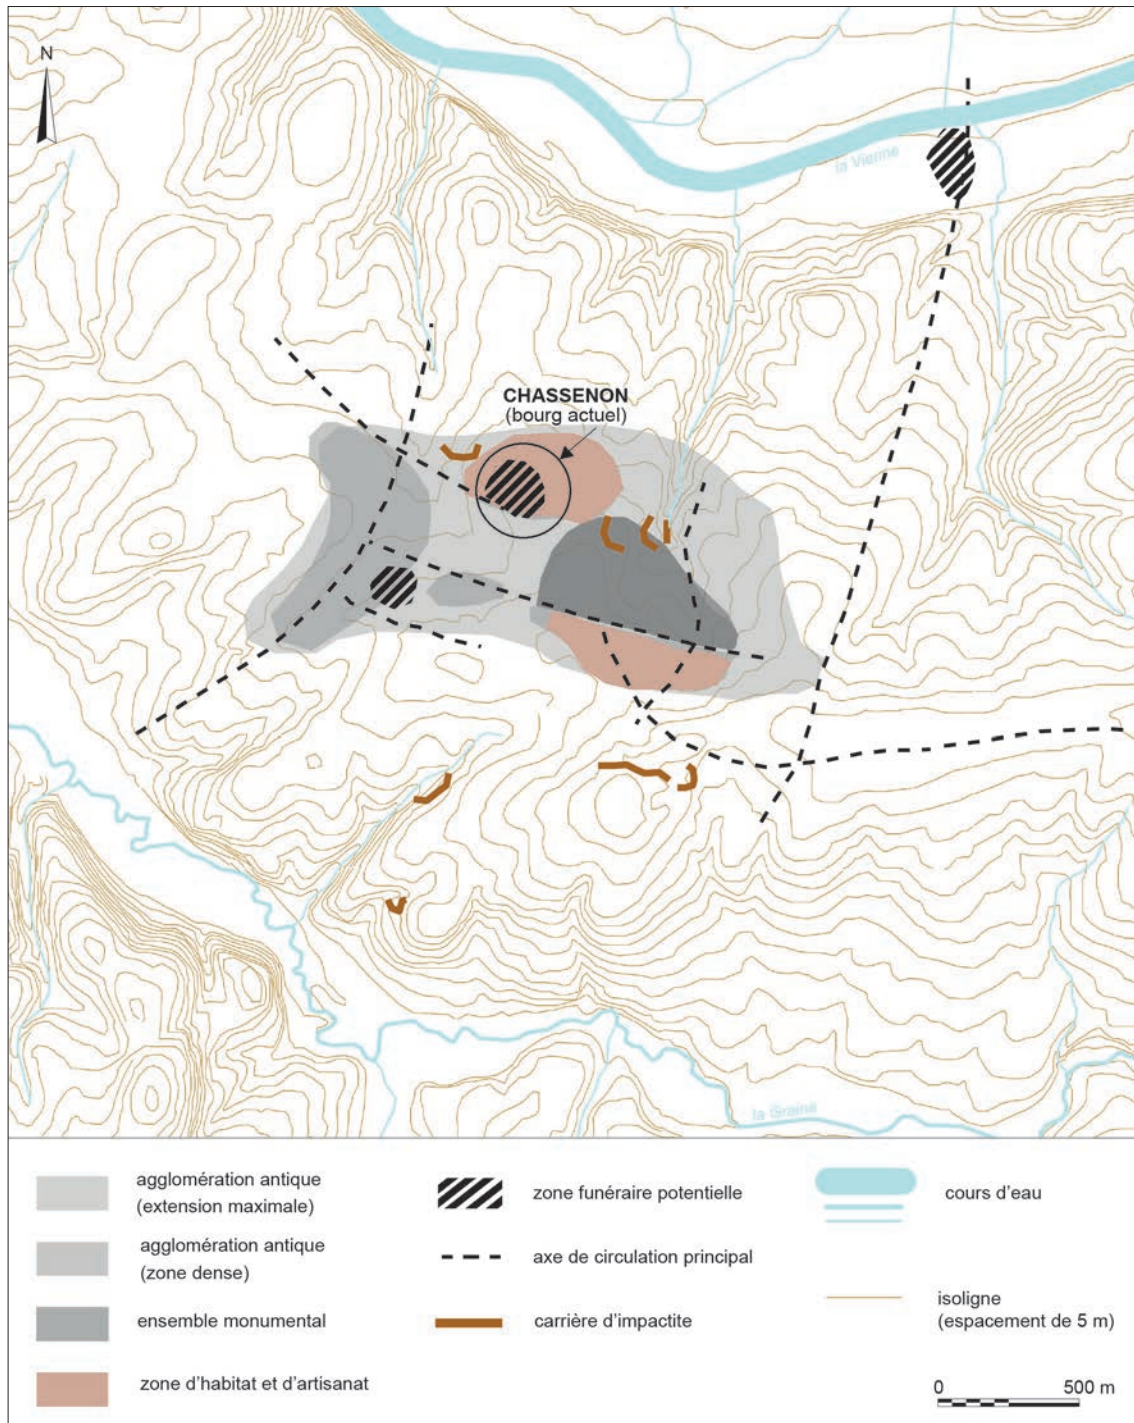 N
la Vienne
CHASSENON
(bourg actuel)
la Graine
agglomération antique
(extension maximale)
agglomération antique
(zone dense)
ensemble monumental
zone d'habitat et d'artisanat
zone funéraire potentielle
axe de circulation principal
carrière d'impactite
cours d'eau
isoligne
(espacement de 5 m)
0 500 m